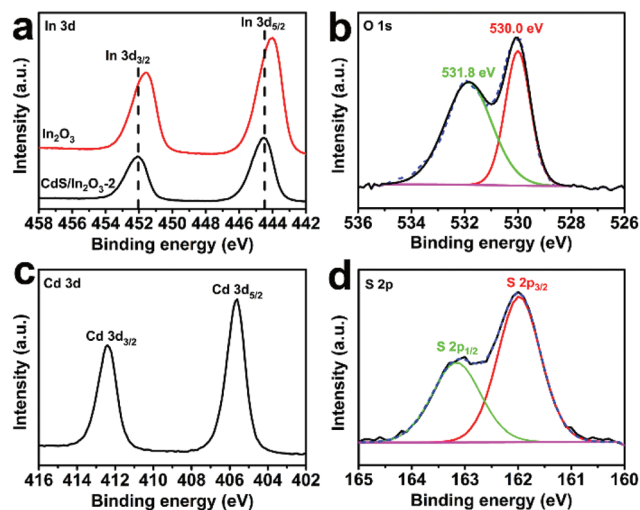 a
In 3d
In 3d5/2
In 3d3/2
In2O3
CdS/In2O3-2
Intensity (a.u.)
458 456 454 452 450 448 446 444 442
Binding energy (eV)
b
O 1s
530.0 eV
531.8 eV
Intensity (a.u.)
536 534 532 530 528 526
Binding energy (eV)
c
Cd 3d
Cd 3d5/2
Cd 3d3/2
Intensity (a.u.)
416 414 412 410 408 406 404 402
Binding energy (eV)
d
S 2p
S 2p3/2
S 2p1/2
Intensity (a.u.)
165 164 163 162 161 160
Binding energy (eV)